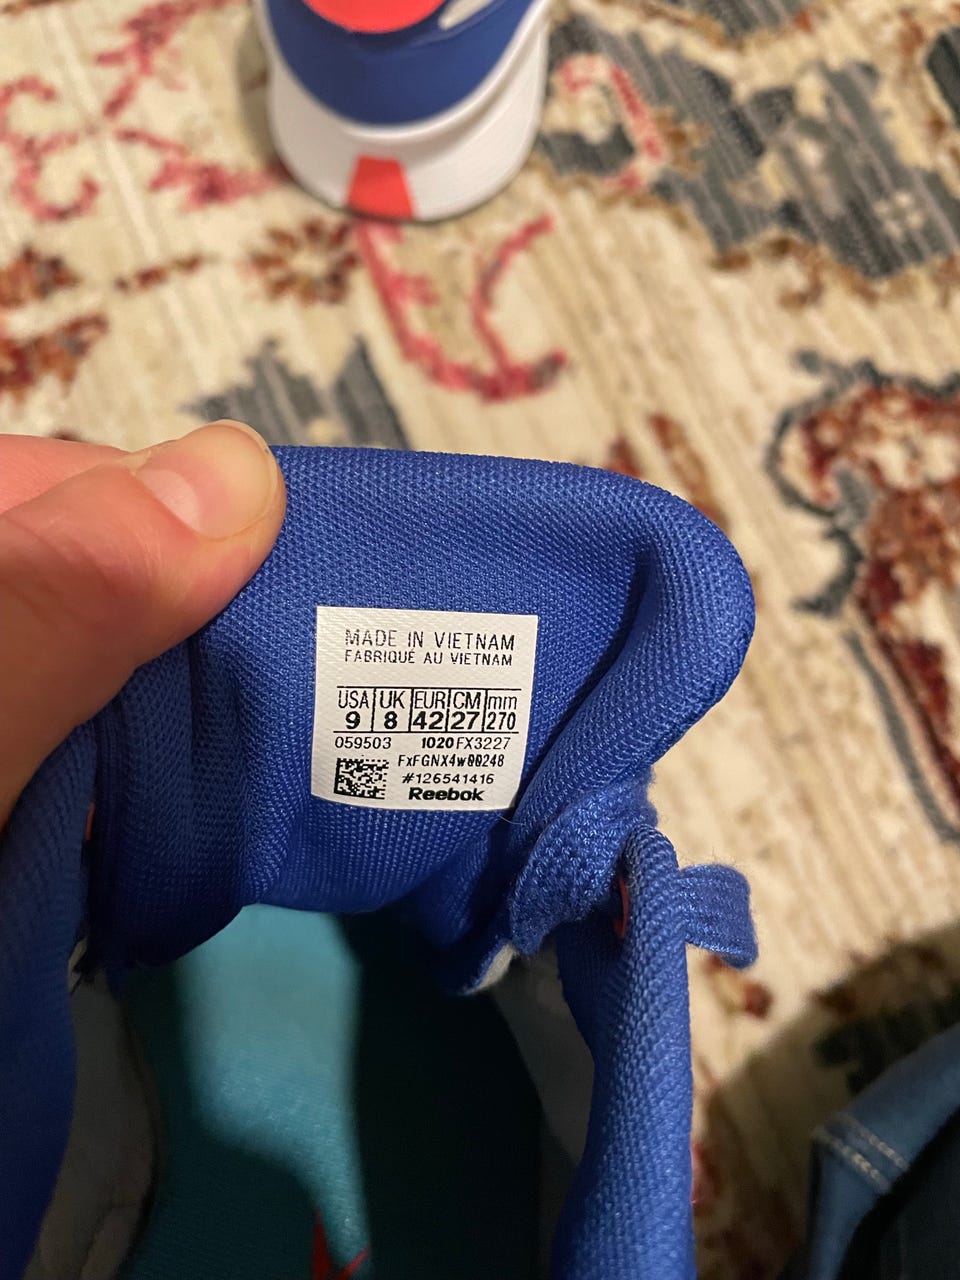 MADE IN VIETNAM
FABRIQUÉ AU VIETNAM
USA UK EUR CM mm
9 8 42 27 270
059503 1020 FX3227
FxFGNX4w00248
#126541416
Reebok